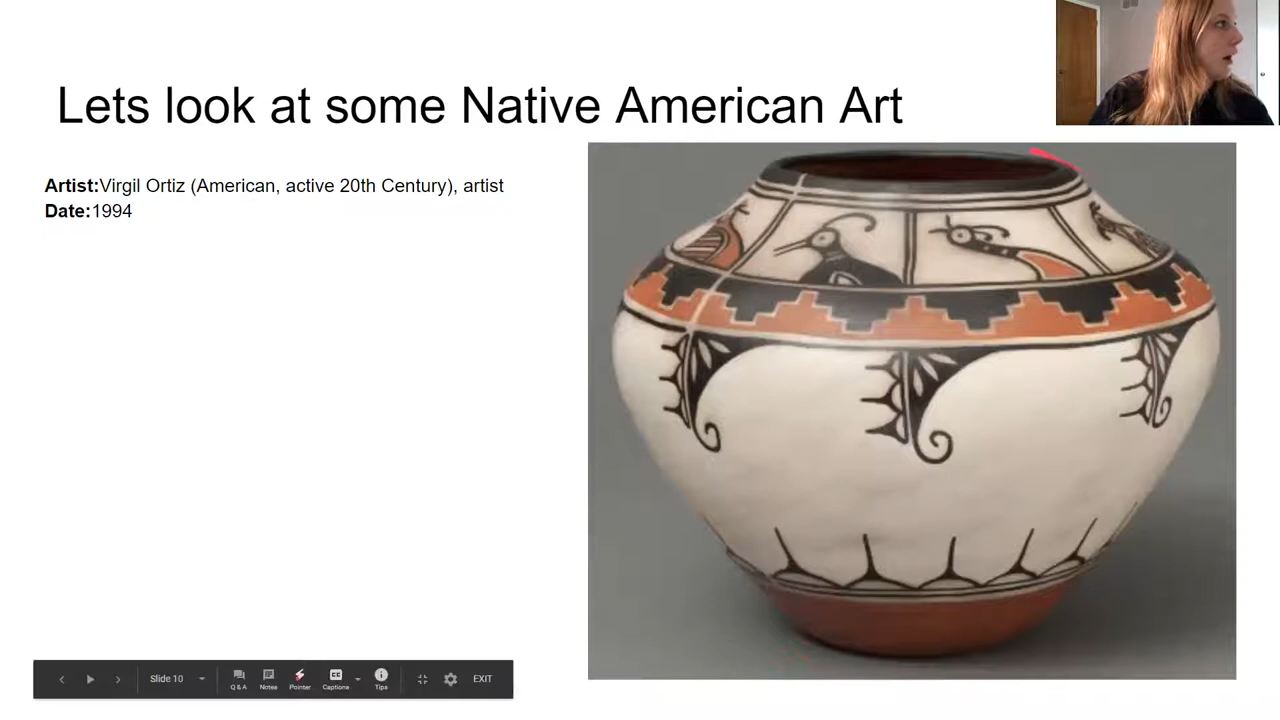 Lets look at some Native American Art
Artist:Virgil Ortiz (American, active 20th Century), artist
Date:1994
Slide 10
Q&A
Notes
Pointer
Captions
Tips
EXIT